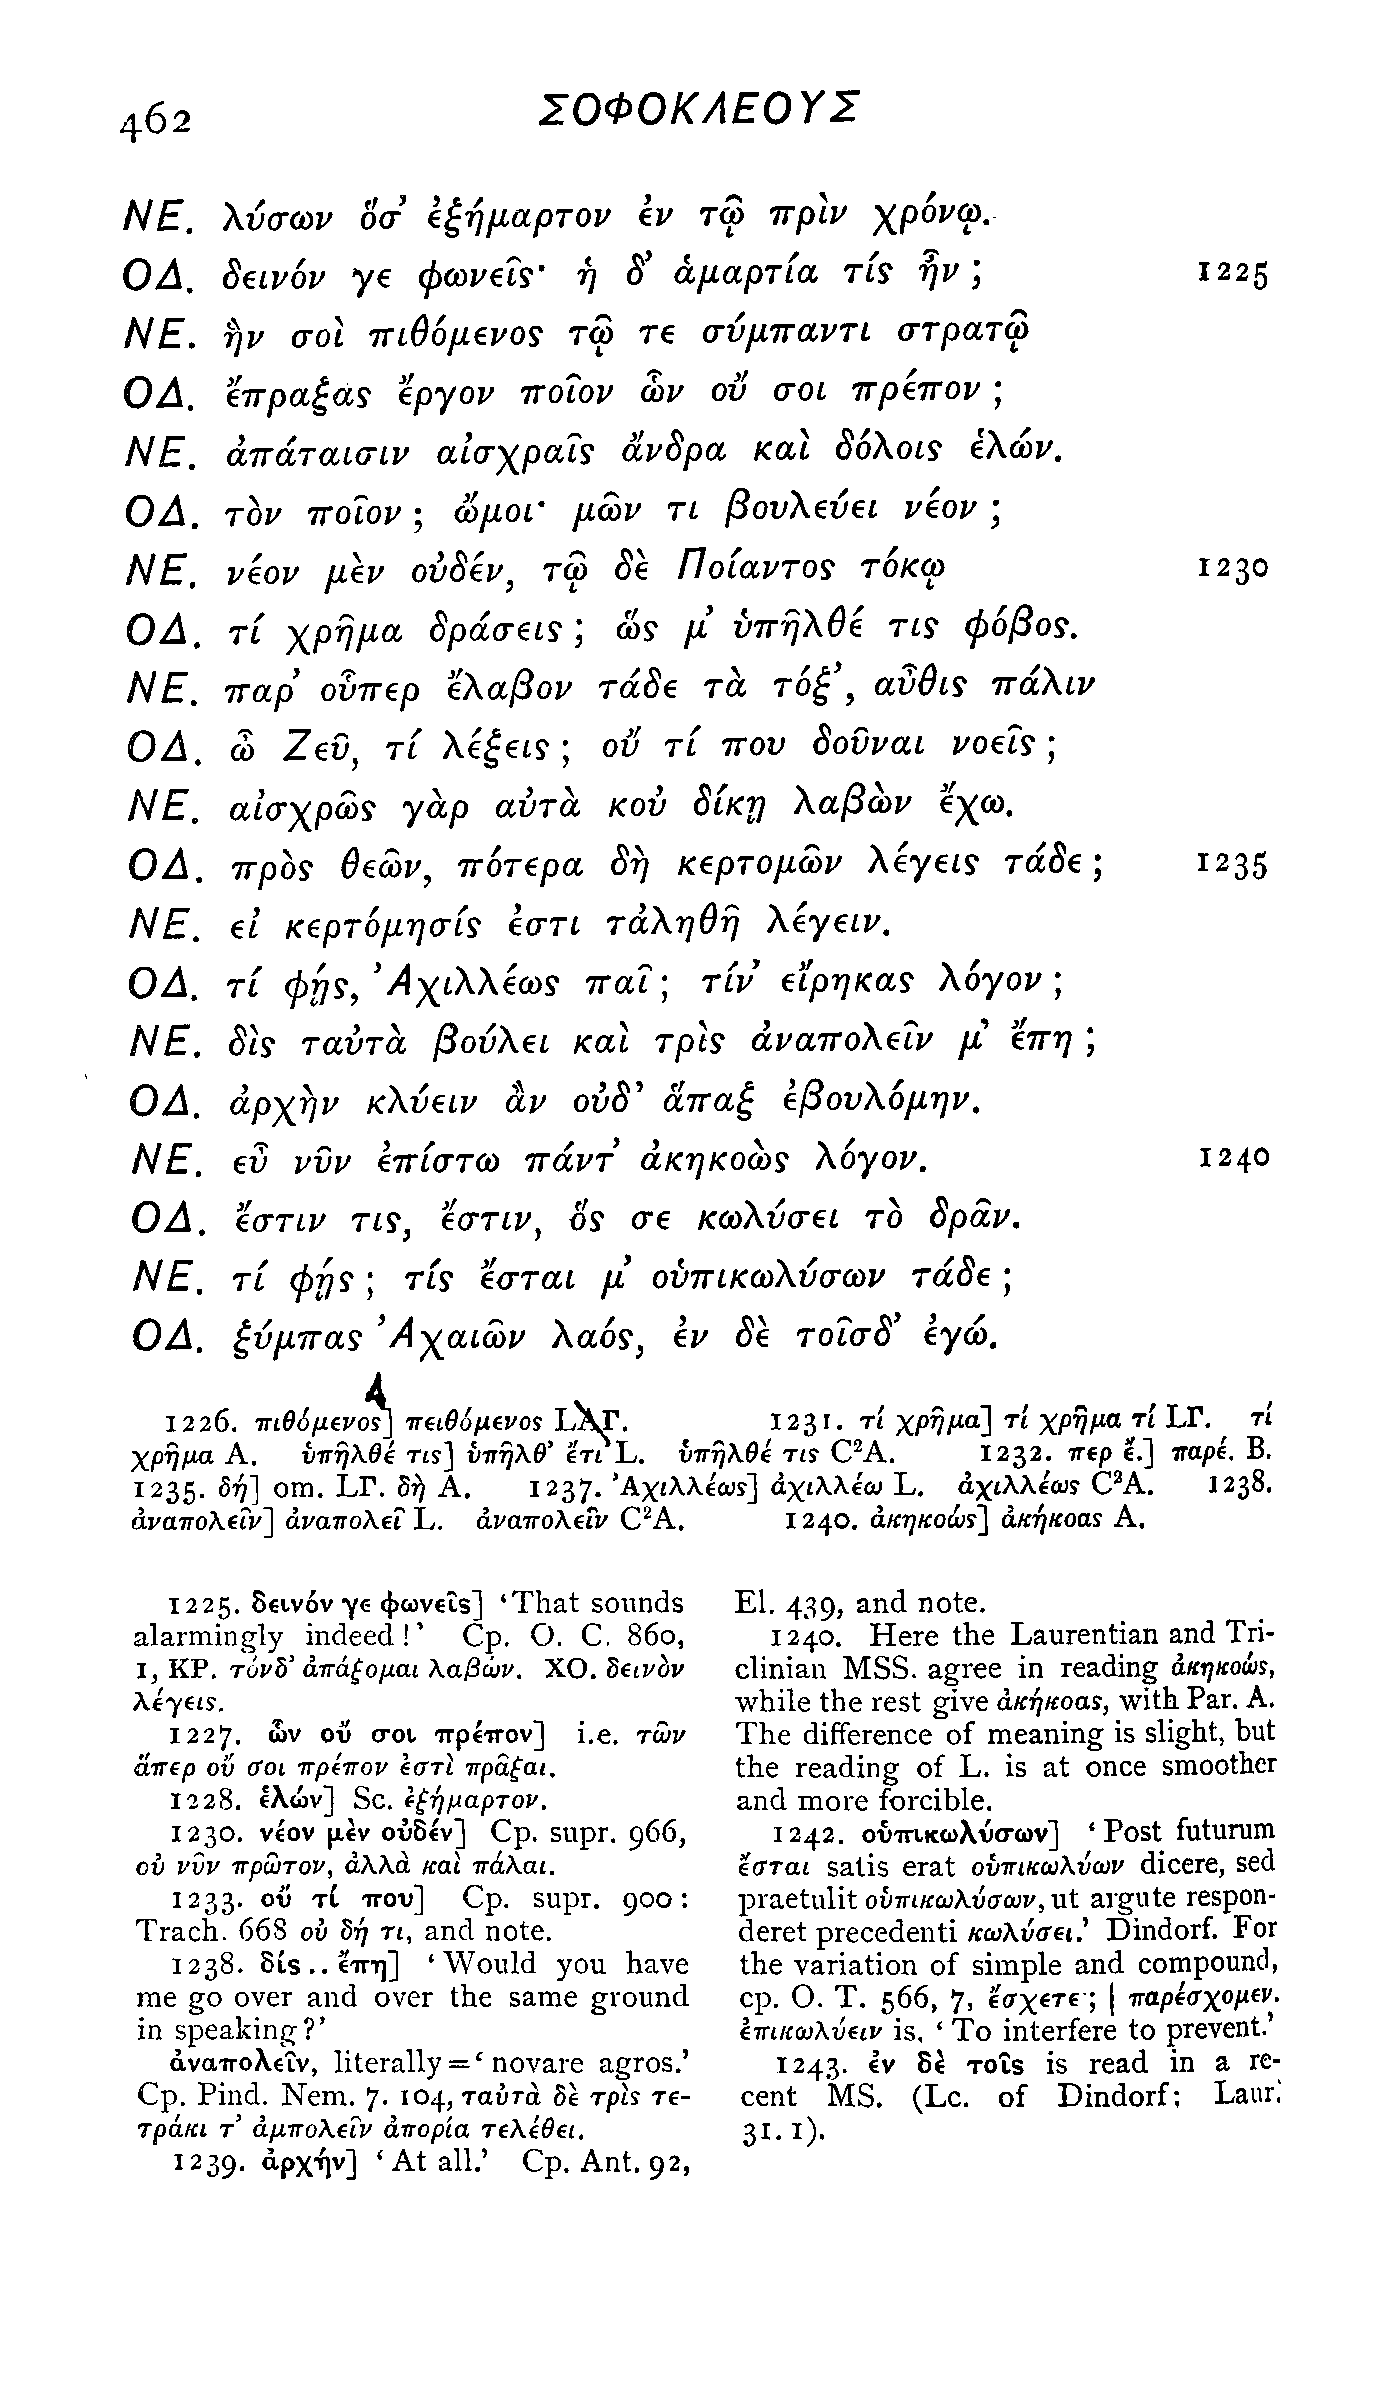 462 ΣΟΦΟΚΛΕΟΥΣ
ΝΕ. λύσων ὅσ’ ἐξήμαρτον ἐν τῷ πρὶν χρόνῳ.
ΟΔ. δεινόν γε φωνεῖς· ἡ δ’ ἁμαρτία τίς ἦν ; 1225
ΝΕ. ἣν σοὶ πιθόμενος τῷ τε σύμπαντι στρατῷ
ΟΔ. ἔπραξας ἔργον ποῖον ὧν οὔ σοι πρέπον ;
ΝΕ. ἀπάταισιν αἰσχραῖς ἄνδρα καὶ δόλοις ἑλών.
ΟΔ. τὸν ποῖον ; ὤμοι· μῶν τι βουλεύει νέον ;
ΝΕ. νέον μὲν οὐδέν, τῷ δὲ Ποίαντος τόκῳ 1230
ΟΔ. τί χρῆμα δράσεις ; ὥς μ’ ὑπῆλθέ τις φόβος.
ΝΕ. παρ’ οὗπερ ἔλαβον τάδε τὰ τόξ’, αὖθις πάλιν
ΟΔ. ὦ Ζεῦ, τί λέξεις ; οὔ τί που δοῦναι νοεῖς ;
ΝΕ. αἰσχρῶς γὰρ αὐτὰ κοὐ δίκῃ λαβὼν ἔχω.
ΟΔ. πρὸς θεῶν, πότερα δὴ κερτομῶν λέγεις τάδε ; 1235
ΝΕ. εἰ κερτόμησίς ἐστι τἀληθῆ λέγειν.
ΟΔ. τί φῄς, Ἀχιλλέως παῖ ; τίν’ εἴρηκας λόγον ;
ΝΕ. δὶς ταὐτὰ βούλει καὶ τρὶς ἀναπολεῖν μ’ ἔπη ;
ΟΔ. ἀρχὴν κλύειν ἂν οὐδ’ ἅπαξ ἐβουλόμην.
ΝΕ. εὖ νῦν ἐπίστω πάντ’ ἀκηκοὼς λόγον. 1240
ΟΔ. ἔστιν τις, ἔστιν, ὅς σε κωλύσει τὸ δρᾶν.
ΝΕ. τί φῄς ; τίς ἔσται μ’ οὑπικωλύσων τάδε ;
ΟΔ. ξύμπας Ἀχαιῶν λαός, ἐν δὲ τοῖσδ’ ἐγώ.
1226. πιθόμενος] πειθόμενος LΑΓ. 1231. τί χρῆμα] τί χρῆμα τί LΓ. τί
χρῆμα A. ὑπῆλθέ τις] ὑπῆλθ’ ἔτι L. ὑπῆλθέ τις C²A. 1232. περ ἔ.] παρέ. B.
1235. δή] om. LΓ. δὴ A. 1237. Ἀχιλλέως] ἀχιλλέω L. ἀχιλλέως C²A. 1238.
ἀναπολεῖν] ἀναπολεῖ L. ἀναπολεῖν C²A. 1240. ἀκηκοώς] ἀκήκοας A.
1225. δεινόν γε φωνεῖς] ‘That sounds
alarmingly indeed!’ Cp. O. C. 860,
1, ΚΡ. τόνδ’ ἀπάξομαι λαβών. ΧΟ. δεινὸν
λέγεις.
1227. ὧν οὔ σοι πρέπον] i.e. τῶν
ἅπερ οὔ σοι πρέπον ἐστὶ πρᾶξαι.
1228. ἑλών] Sc. ἐξήμαρτον.
1230. νέον μὲν οὐδέν] Cp. supr. 966,
οὐ νῦν πρῶτον, ἀλλὰ καὶ πάλαι.
1233. οὔ τί που] Cp. supr. 900:
Trach. 668 οὐ δή τι, and note.
1238. δίς .. ἔπη] ‘Would you have
me go over and over the same ground
in speaking?’
ἀναπολεῖν, literally = ‘novare agros.’
Cp. Pind. Nem. 7. 104, ταὐτὰ δὲ τρὶς τε-
τράκι τ’ ἀμπολεῖν ἀπορία τελέθει.
1239. ἀρχήν] ‘At all.’ Cp. Ant. 92,
El. 439, and note.
1240. Here the Laurentian and Tri-
clinian MSS. agree in reading ἀκηκοώς,
while the rest give ἀκήκοας, with Par. A.
The difference of meaning is slight, but
the reading of L. is at once smoother
and more forcible.
1242. οὑπικωλύσων] ‘Post futurum
ἔσται satis erat οὑπικωλύων dicere, sed
praetulit οὑπικωλύσων, ut argute respon-
deret precedenti κωλύσει.’ Dindorf. For
the variation of simple and compound,
cp. O. T. 566, 7, ἔσχετε ; | παρέσχομεν.
ἐπικωλύειν is, ‘To interfere to prevent.’
1243. ἐν δὲ τοῖς is read in a re-
cent MS. (Lc. of Dindorf; Laur.
31. 1).